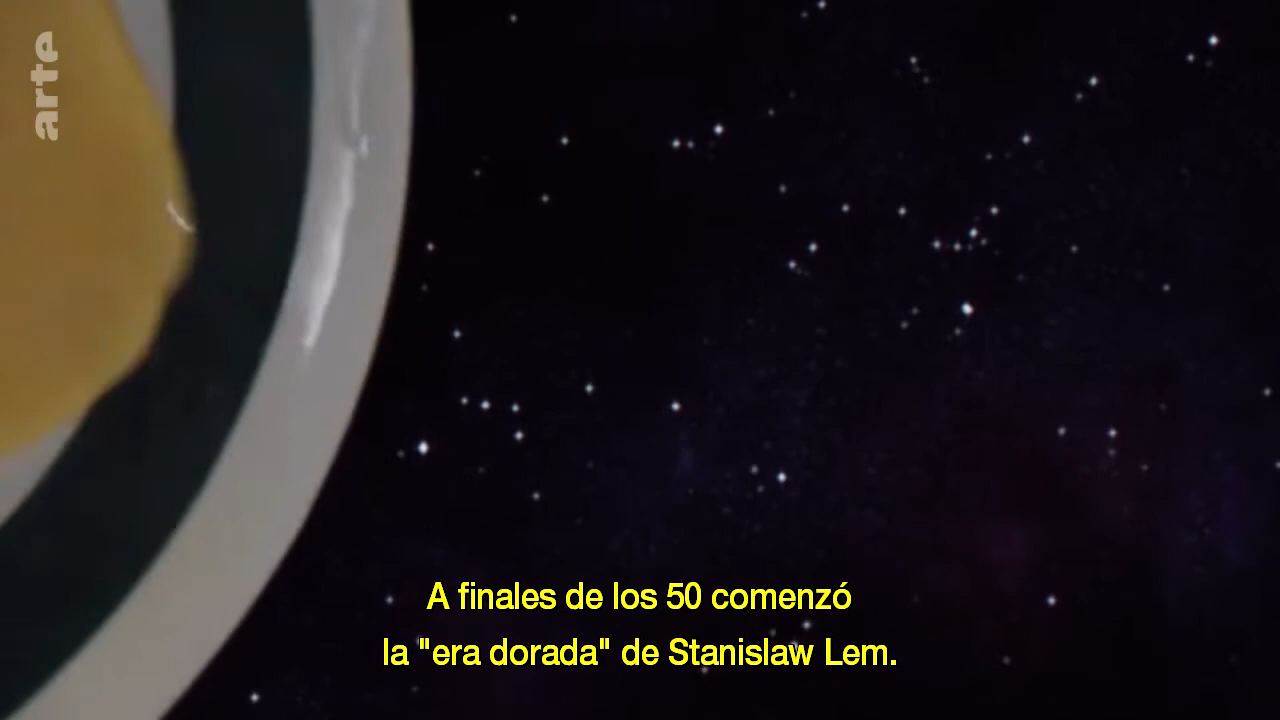 arte
A finales de los 50 comenzó
la "era dorada" de Stanislaw Lem.